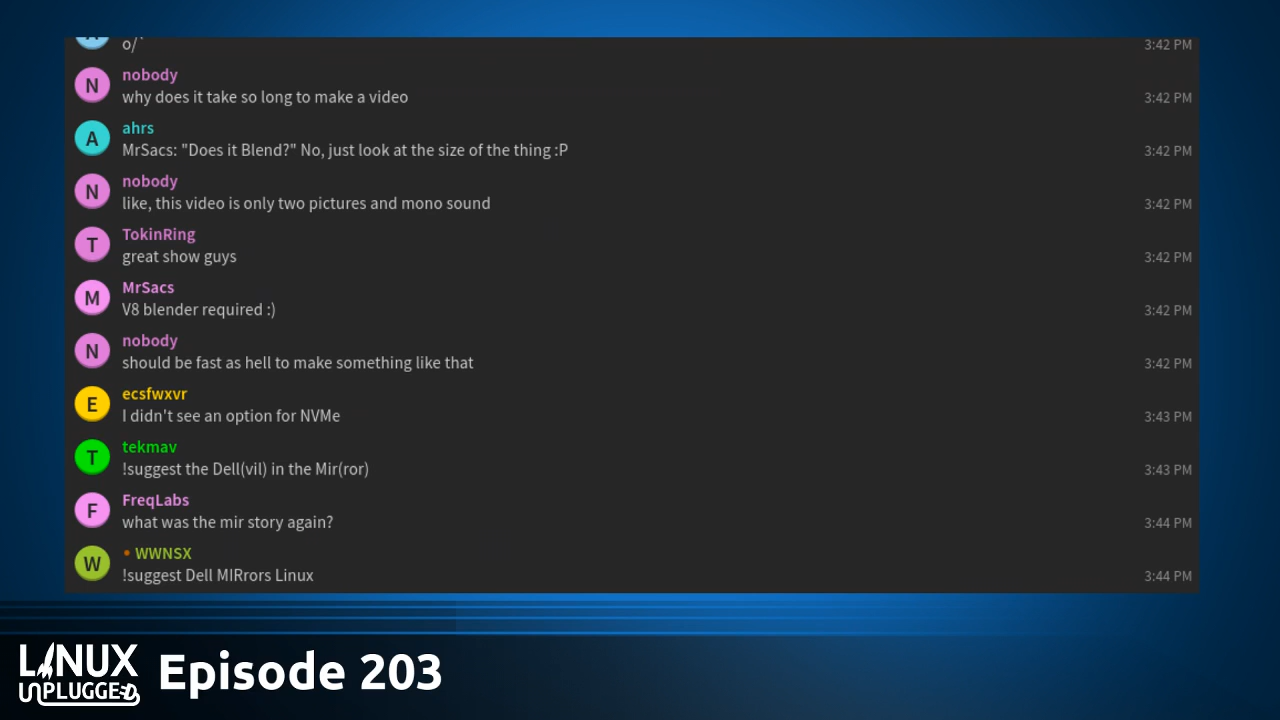 o/`
3:42 PM
N
nobody
why does it take so long to make a video
3:42 PM
A
ahrs
MrSacs: "Does it Blend?" No, just look at the size of the thing :P
3:42 PM
N
nobody
like, this video is only two pictures and mono sound
3:42 PM
T
TokinRing
great show guys
3:42 PM
M
MrSacs
V8 blender required :)
3:42 PM
N
nobody
should be fast as hell to make something like that
3:42 PM
E
ecsfwxvr
I didn't see an option for NVMe
3:43 PM
T
tekmav
!suggest the Dell(vil) in the Mir(ror)
3:43 PM
F
FreqLabs
what was the mir story again?
3:44 PM
W
• WWNSX
!suggest Dell MIRrors Linux
3:44 PM
LINUX
UNPLUGGED
Episode 203